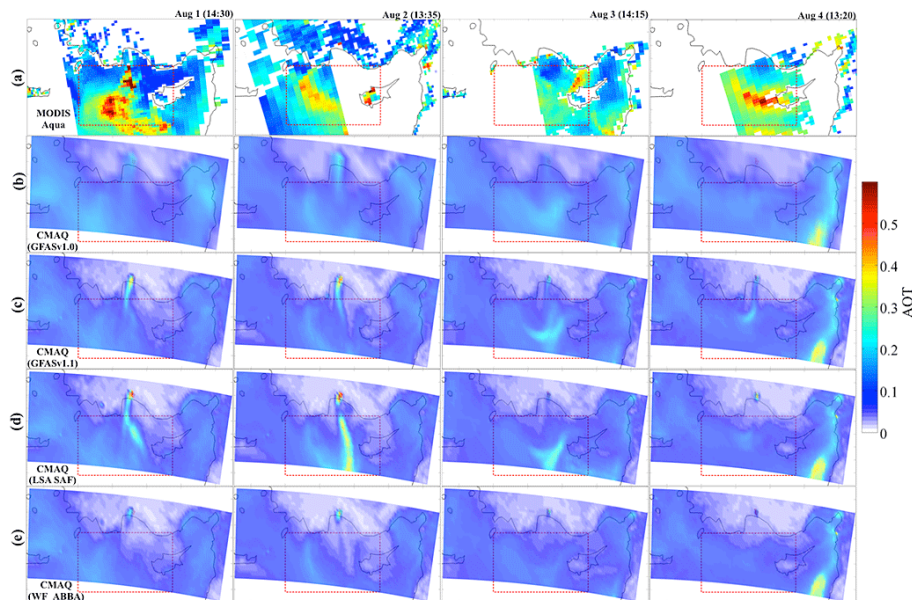 Aug 1 (14:30)
Aug 2 (13:35)
Aug 3 (14:15)
Aug 4 (13:20)
(a)
MODIS
Aqua
(b)
CMAQ
(GFASv1.0)
(c)
CMAQ
(GFASv1.1)
(d)
CMAQ
(LSA SAF)
(e)
CMAQ
(WF_ABBA)
0.5
0.4
0.3
0.2
0.1
0
AOT